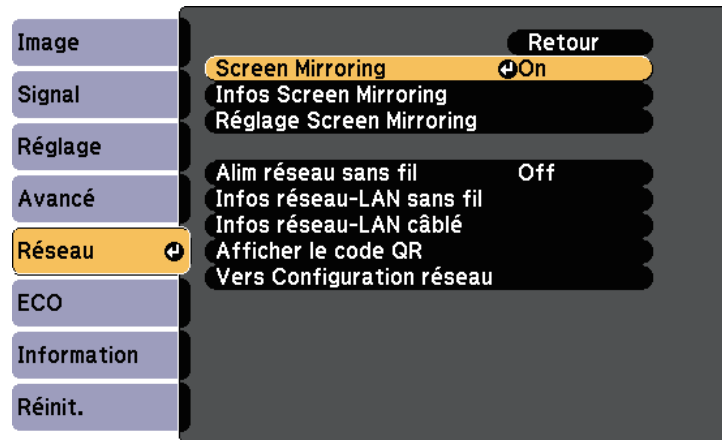 Image
Signal
Réglage
Avancé
Réseau
ECO
Information
Réinit.
Retour
Screen Mirroring On
Infos Screen Mirroring
Réglage Screen Mirroring
Alim réseau sans fil Off
Infos réseau-LAN sans fil
Infos réseau-LAN câblé
Afficher le code QR
Vers Configuration réseau